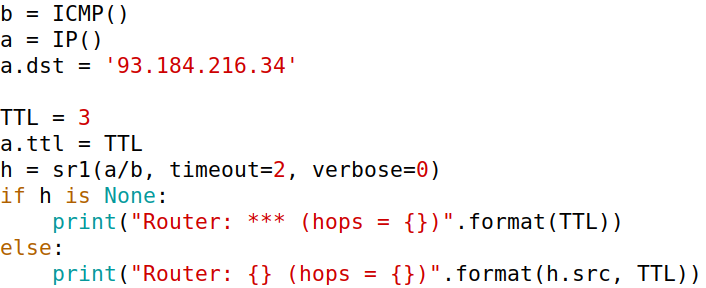 b = ICMP()
a = IP()
a.dst = '93.184.216.34'

TTL = 3
a.ttl = TTL
h = sr1(a/b, timeout=2, verbose=0)
if h is None:
    print("Router: *** (hops = {})".format(TTL))
else:
    print("Router: {} (hops = {})".format(h.src, TTL))